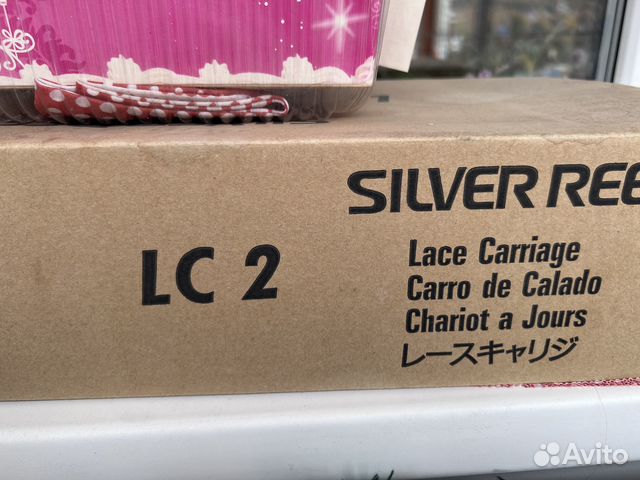 SILVER REE
LC 2
Lace Carriage
Carro de Calado
Chariot a Jours
レースキャリジ
Avito